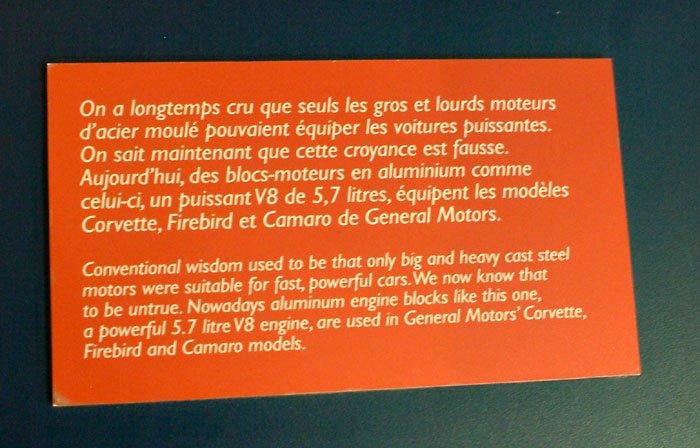 On a longtemps cru que seuls les gros et lourds moteurs
d'acier moulé pouvaient équiper les voitures puissantes.
On sait maintenant que cette croyance est fausse.
Aujourd'hui, des blocs-moteurs en aluminium comme
celui-ci, un puissant V8 de 5,7 litres, équipent les modèles
Corvette, Firebird et Camaro de General Motors.
Conventional wisdom used to be that only big and heavy cast steel
motors were suitable for fast, powerful cars. We now know that
to be untrue. Nowadays aluminum engine blocks like this one,
a powerful 5.7 litre V8 engine, are used in General Motors' Corvette,
Firebird and Camaro models.